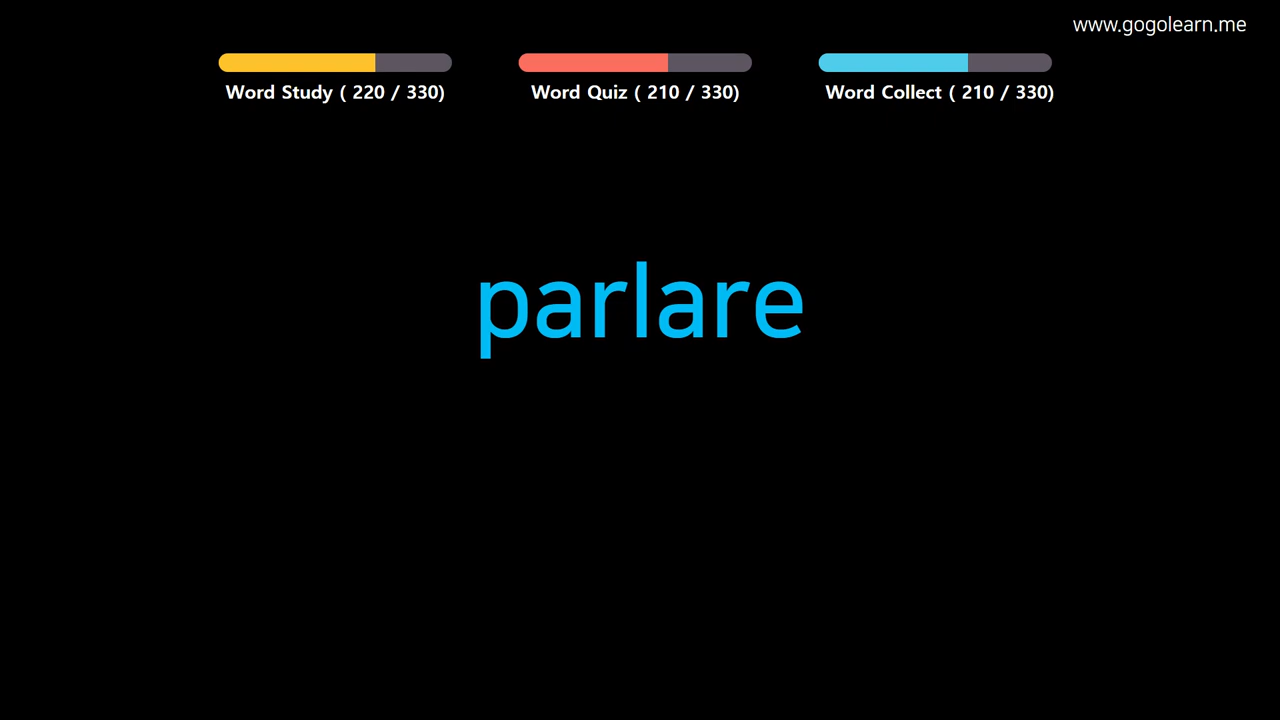 www.gogolearn.me
Word Study ( 220 / 330)
Word Quiz ( 210 / 330)
Word Collect ( 210 / 330)
parlare